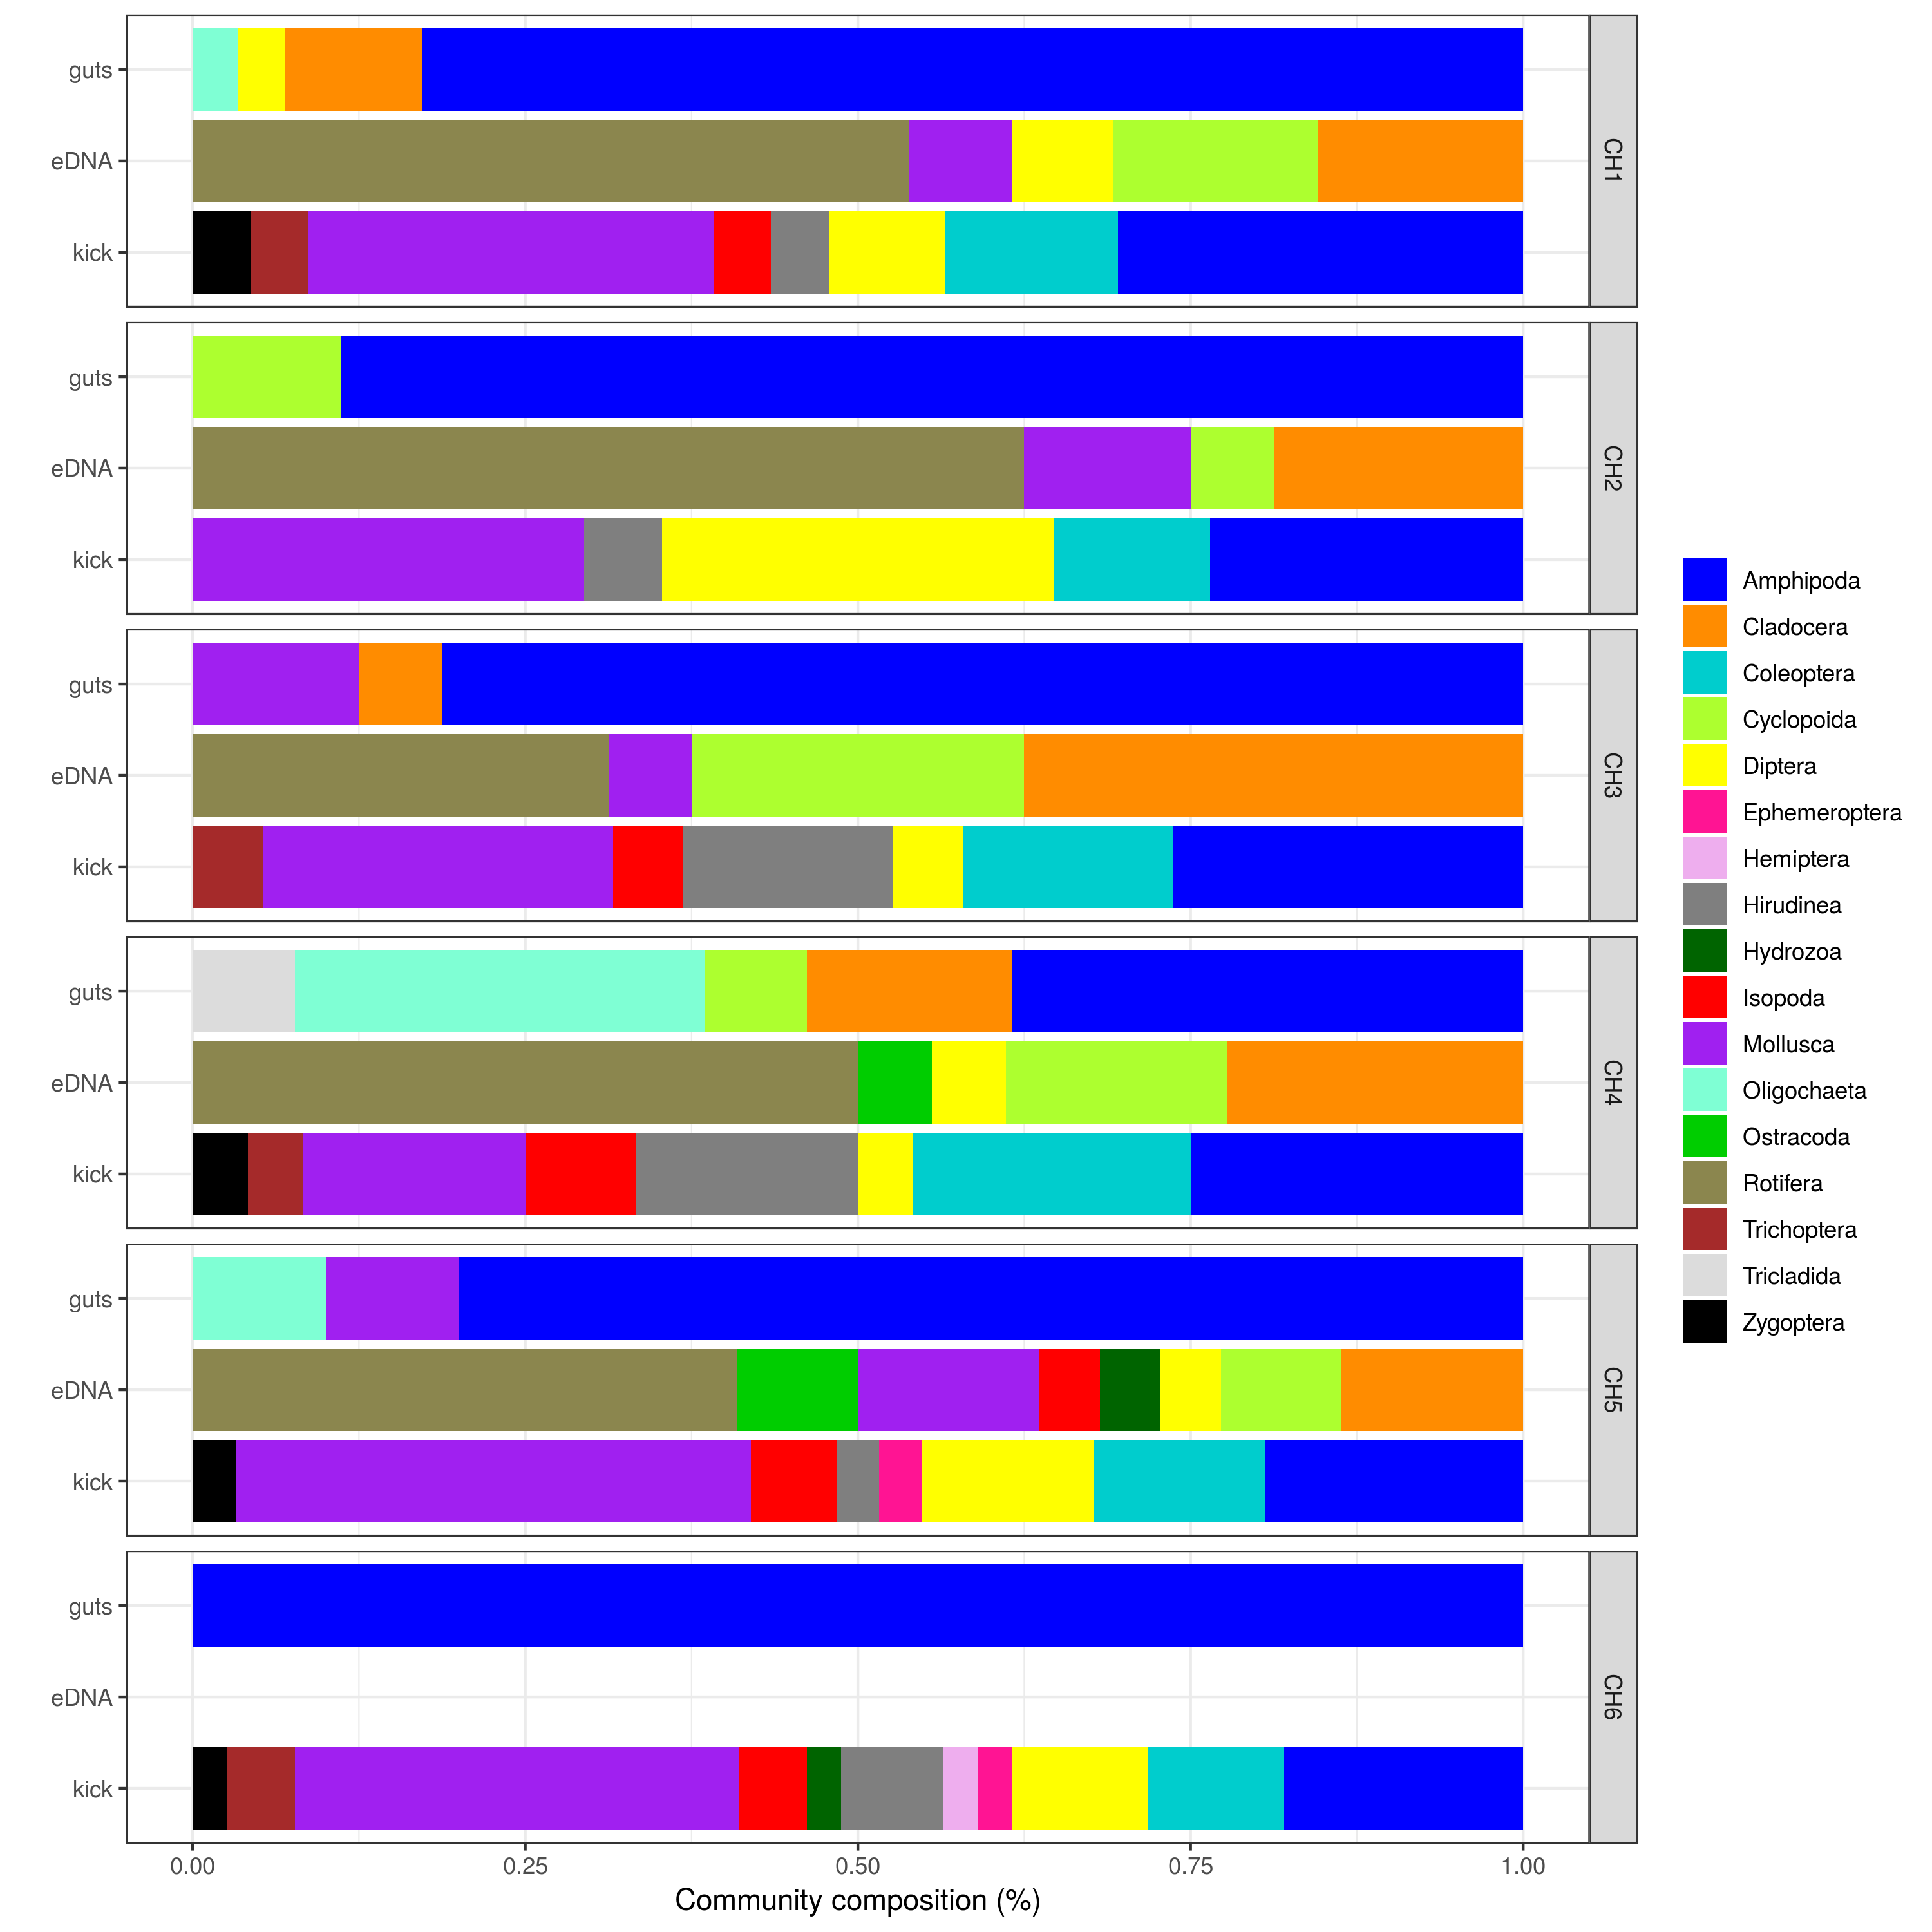 guts
eDNA
kick
CH1
guts
eDNA
kick
CH2
guts
eDNA
kick
CH3
guts
eDNA
kick
CH4
guts
eDNA
kick
CH5
guts
eDNA
kick
CH6
0.00 0.25 0.50 0.75 1.00
Community composition (%)
Amphipoda
Cladocera
Coleoptera
Cyclopoida
Diptera
Ephemeroptera
Hemiptera
Hirudinea
Hydrozoa
Isopoda
Mollusca
Oligochaeta
Ostracoda
Rotifera
Trichoptera
Tricladida
Zygoptera